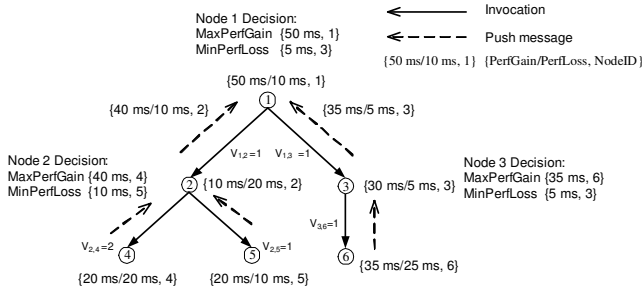 Node 1 Decision:
MaxPerfGain {50 ms, 1}
MinPerfLoss {5 ms, 3}
Invocation
Push message
{50 ms/10 ms, 1} {PerfGain/PerfLoss, NodeID}
{50 ms/10 ms, 1}
{40 ms/10 ms, 2}
1
{35 ms/5 ms, 3}
V1,2=1
V1,3 =1
Node 2 Decision:
MaxPerfGain {40 ms, 4}
MinPerfLoss {10 ms, 5}
2
{10 ms/20 ms, 2}
3
{30 ms/5 ms, 3}
Node 3 Decision:
MaxPerfGain {35 ms, 6}
MinPerfLoss {5 ms, 3}
V2,4=2
V2,5=1
V3,6=1
4
5
6
{20 ms/20 ms, 4}
{20 ms/10 ms, 5}
{35 ms/25 ms, 6}